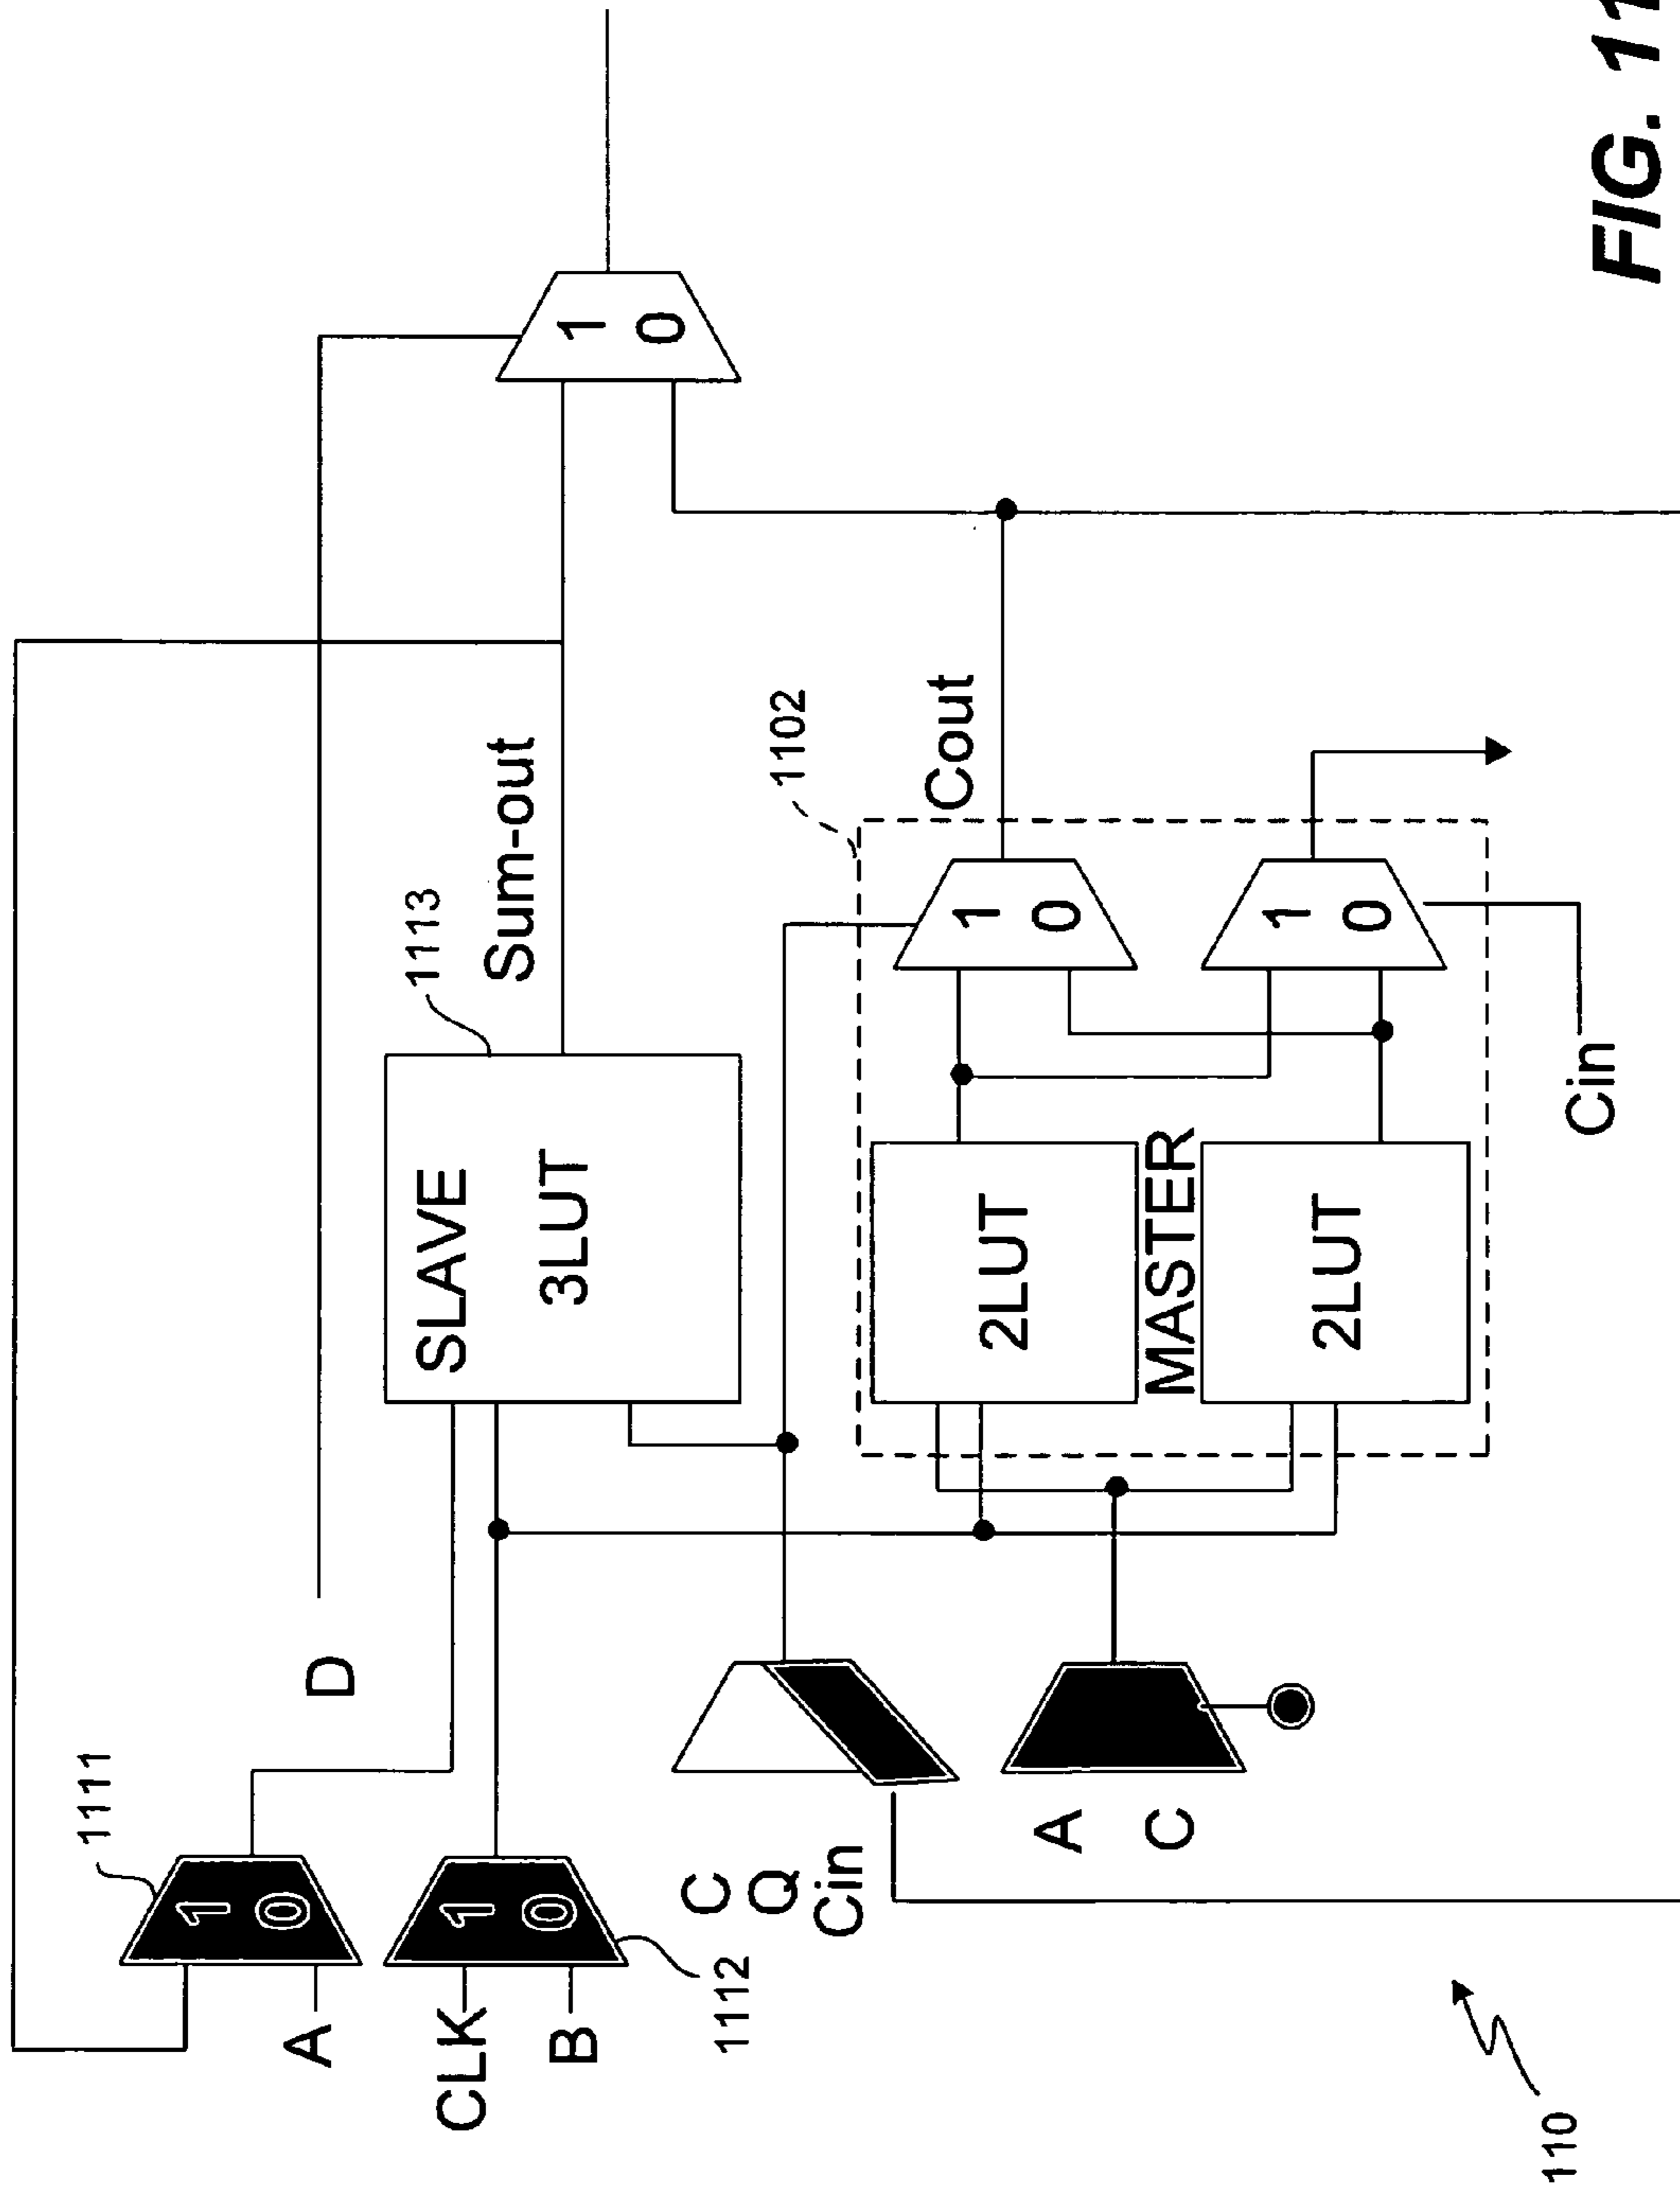 1111
D
1
0
A
CLK
1
0
B
1112
SLAVE
3LUT
1113
Sum-out
1
0
C
Q
Cin
A
C
1102
2LUT
MASTER
2LUT
1
0
1
0
Cout
Cin
110
FIG. 11